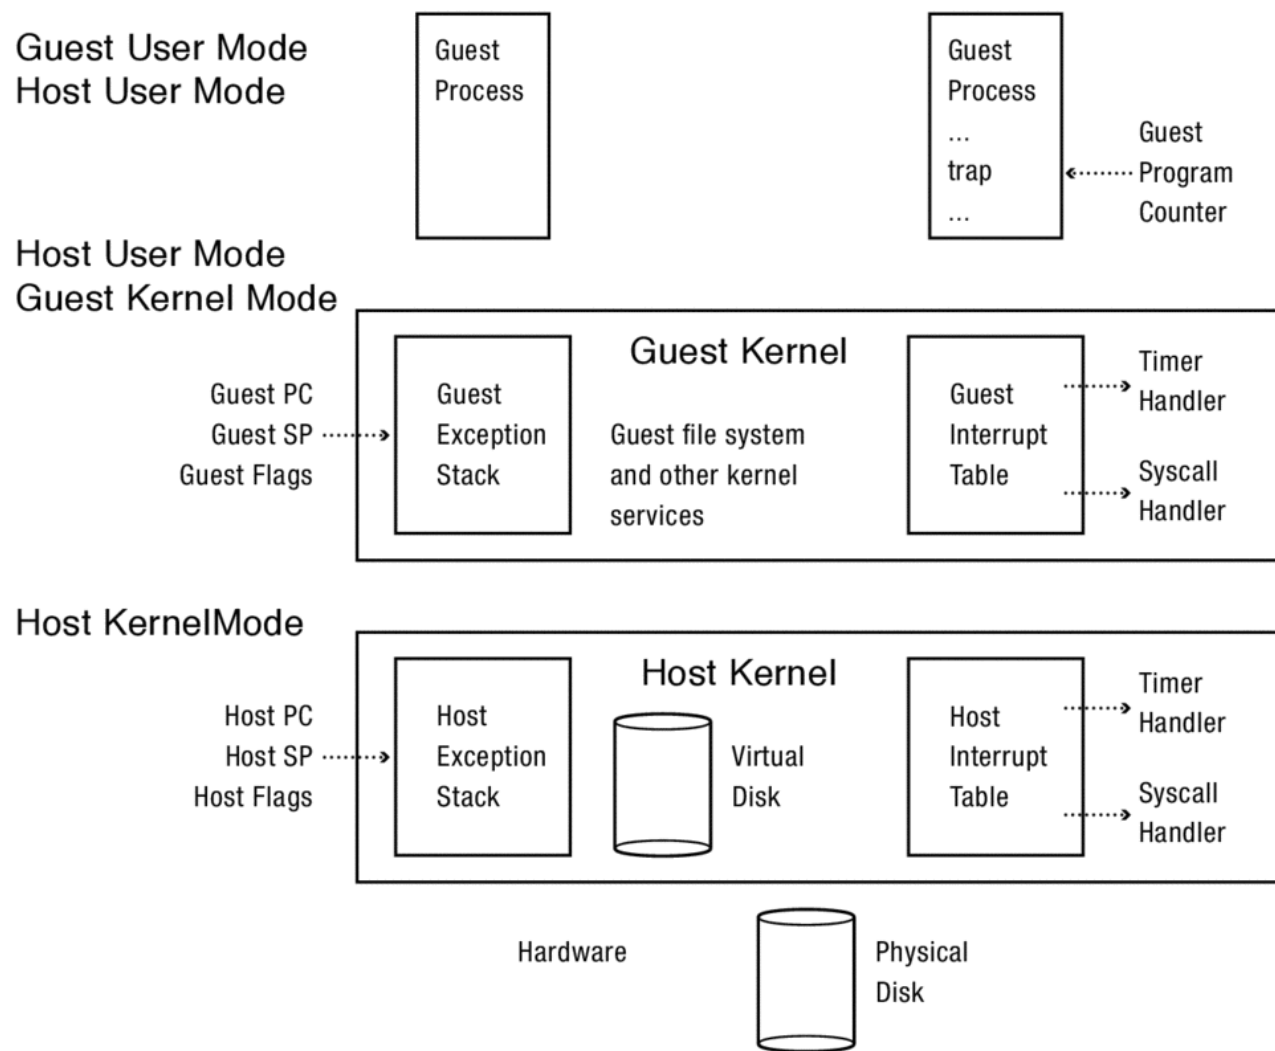 Guest User Mode
Host User Mode
Guest
Process
Guest
Process
...
trap
...
Guest
Program
Counter
Host User Mode
Guest Kernel Mode
Guest Kernel
Guest PC
Guest SP
Guest Flags
Guest
Exception
Stack
Guest file system
and other kernel
services
Guest
Interrupt
Table
Timer
Handler
Syscall
Handler
Host KernelMode
Host Kernel
Host PC
Host SP
Host Flags
Host
Exception
Stack
Virtual
Disk
Host
Interrupt
Table
Timer
Handler
Syscall
Handler
Hardware
Physical
Disk